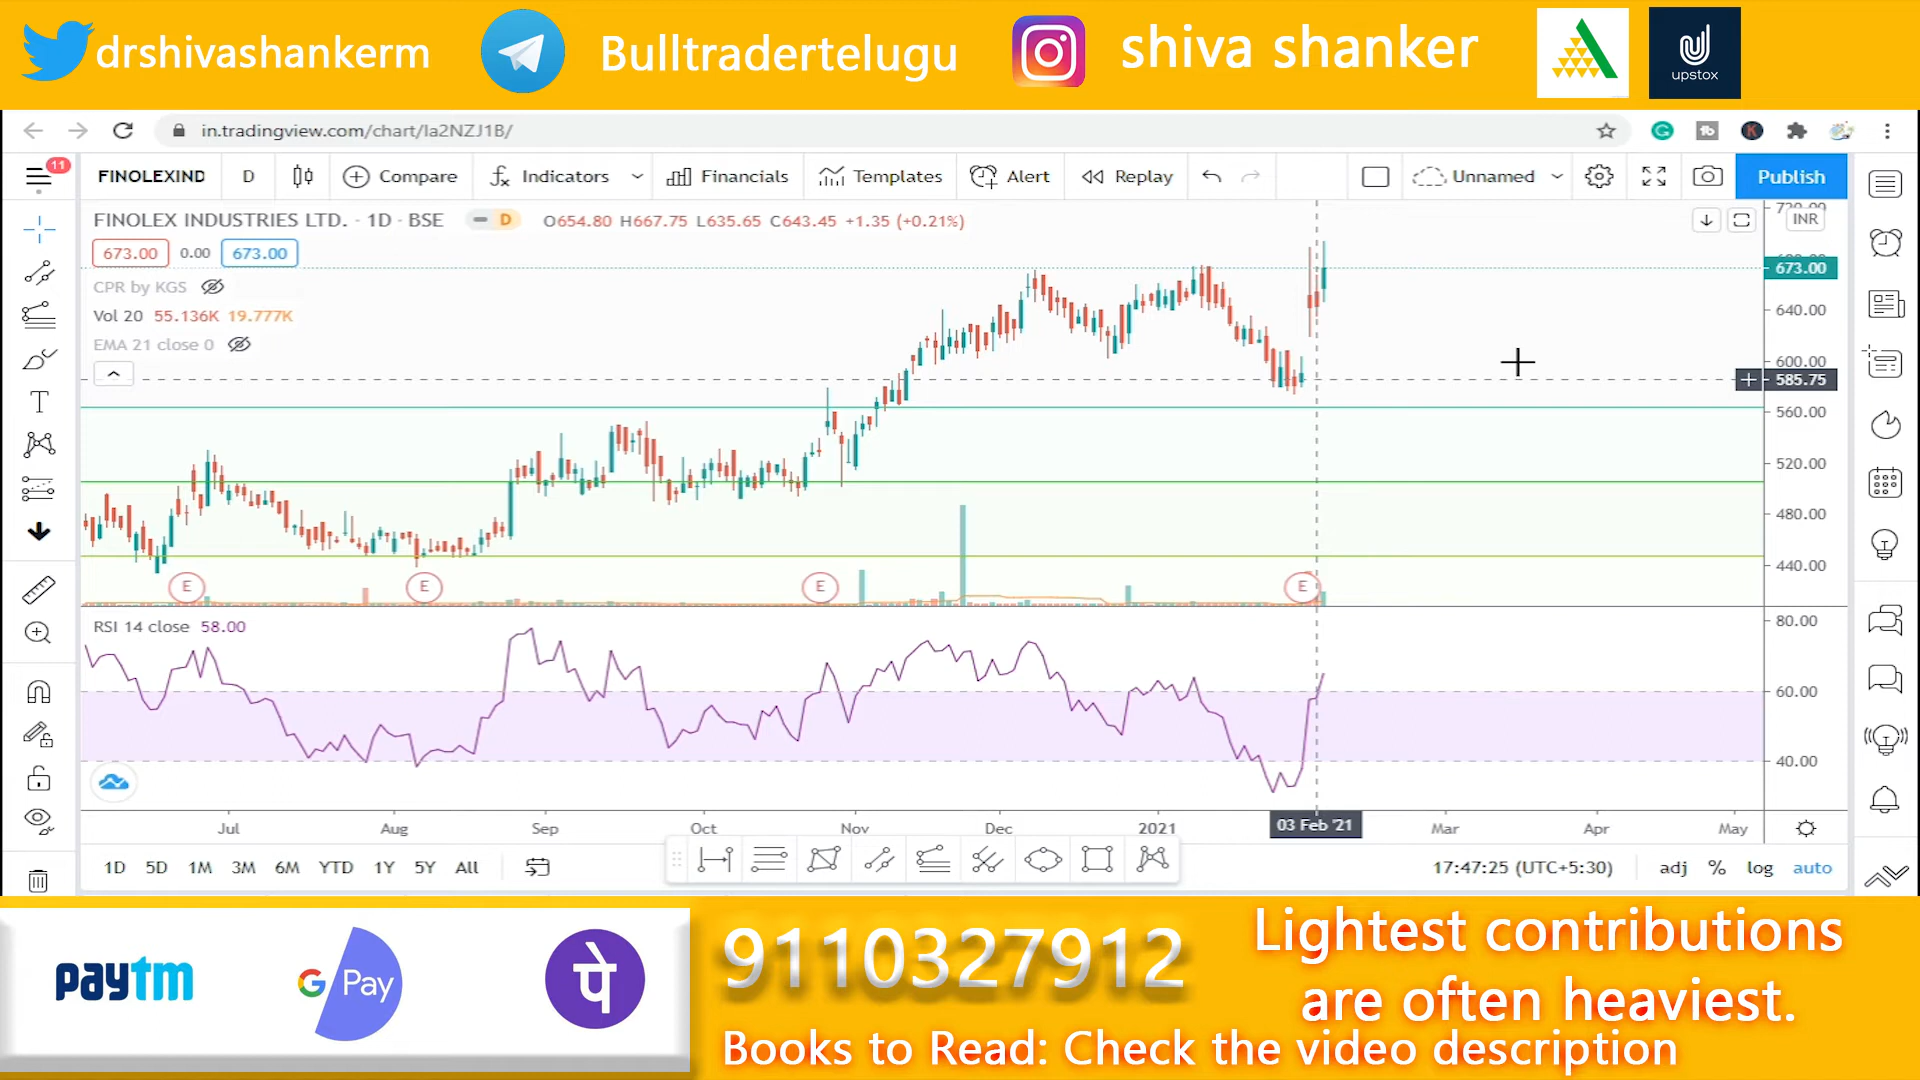 drshivashankerm Bulltradertelugu shiva shanker upstox
in.tradingview.com/chart/Ia2NZJ1B/
11
FINOLEXIND D Compare Indicators Financials Templates Alert Replay Unnamed Publish
FINOLEX INDUSTRIES LTD. · 1D · BSE D O654.80 H667.75 L635.65 C643.45 +1.35 (+0.21%)
INR
673.00 0.00 673.00
CPR by KGS
Vol 20 55.136K 19.777K
EMA 21 close 0
673.00
640.00
600.00
585.75
560.00
520.00
480.00
440.00
E E E E
RSI 14 close 58.00
80.00
60.00
40.00
Jul Aug Sep Oct Nov Dec 2021 03 Feb '21 Mar Apr May
1D 5D 1M 3M 6M YTD 1Y 5Y All 17:47:25 (UTC+5:30) adj % log auto
paytm G Pay पे
9110327912
Lightest contributions
are often heaviest.
Books to Read: Check the video description